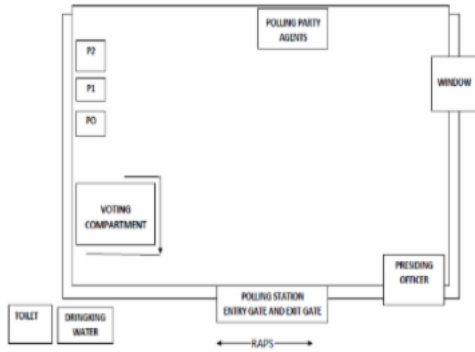 POLLING PARTY
AGENTS
P2
WINDOW
P1
PO
VOTING
COMPARTMENT
PRESIDING
OFFICER
POLLING STATION
ENTRY GATE AND EXIT GATE
TOILET
DRINGKING
WATER
RAPS